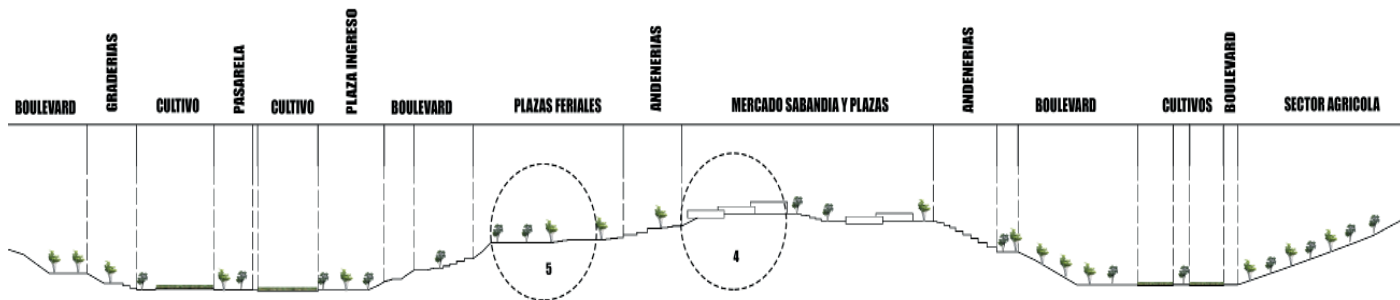 BOULEVARD
GRADERIAS
CULTIVO
PASARELA
CULTIVO
PLAZA INGRESO
BOULEVARD
PLAZAS FERIALES
ANDENERIAS
MERCADO SABANDIA Y PLAZAS
ANDENERIAS
BOULEVARD
CULTIVOS
BOULEVARD
SECTOR AGRICOLA
5
4